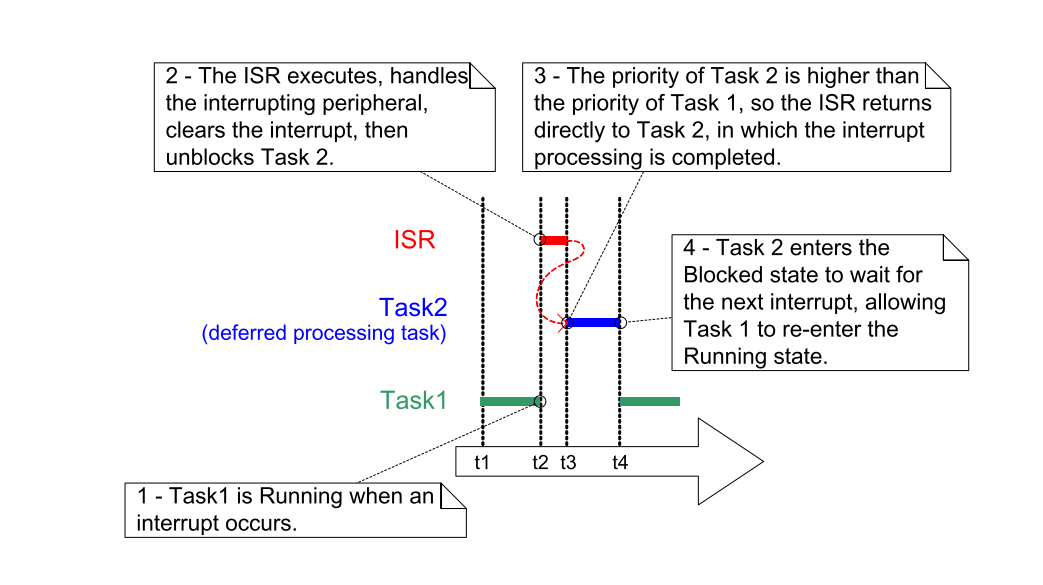 2 - The ISR executes, handles
the interrupting peripheral,
clears the interrupt, then
unblocks Task 2.
3 - The priority of Task 2 is higher than
the priority of Task 1, so the ISR returns
directly to Task 2, in which the interrupt
processing is completed.
ISR
4 - Task 2 enters the
Blocked state to wait for
the next interrupt, allowing
Task 1 to re-enter the
Running state.
Task2
(deferred processing task)
Task1
t1 t2 t3 t4
1 - Task1 is Running when an
interrupt occurs.